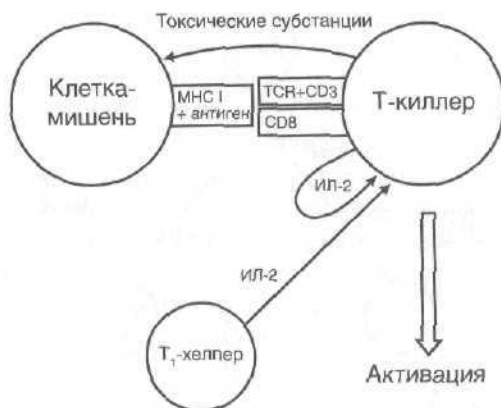 Токсические субстанции
Клетка-
мишень
MHC I
+ антиген
TCR+CD3
CD8
Т-киллер
ИЛ-2
ИЛ-2
Т₁-хелпер
Активация